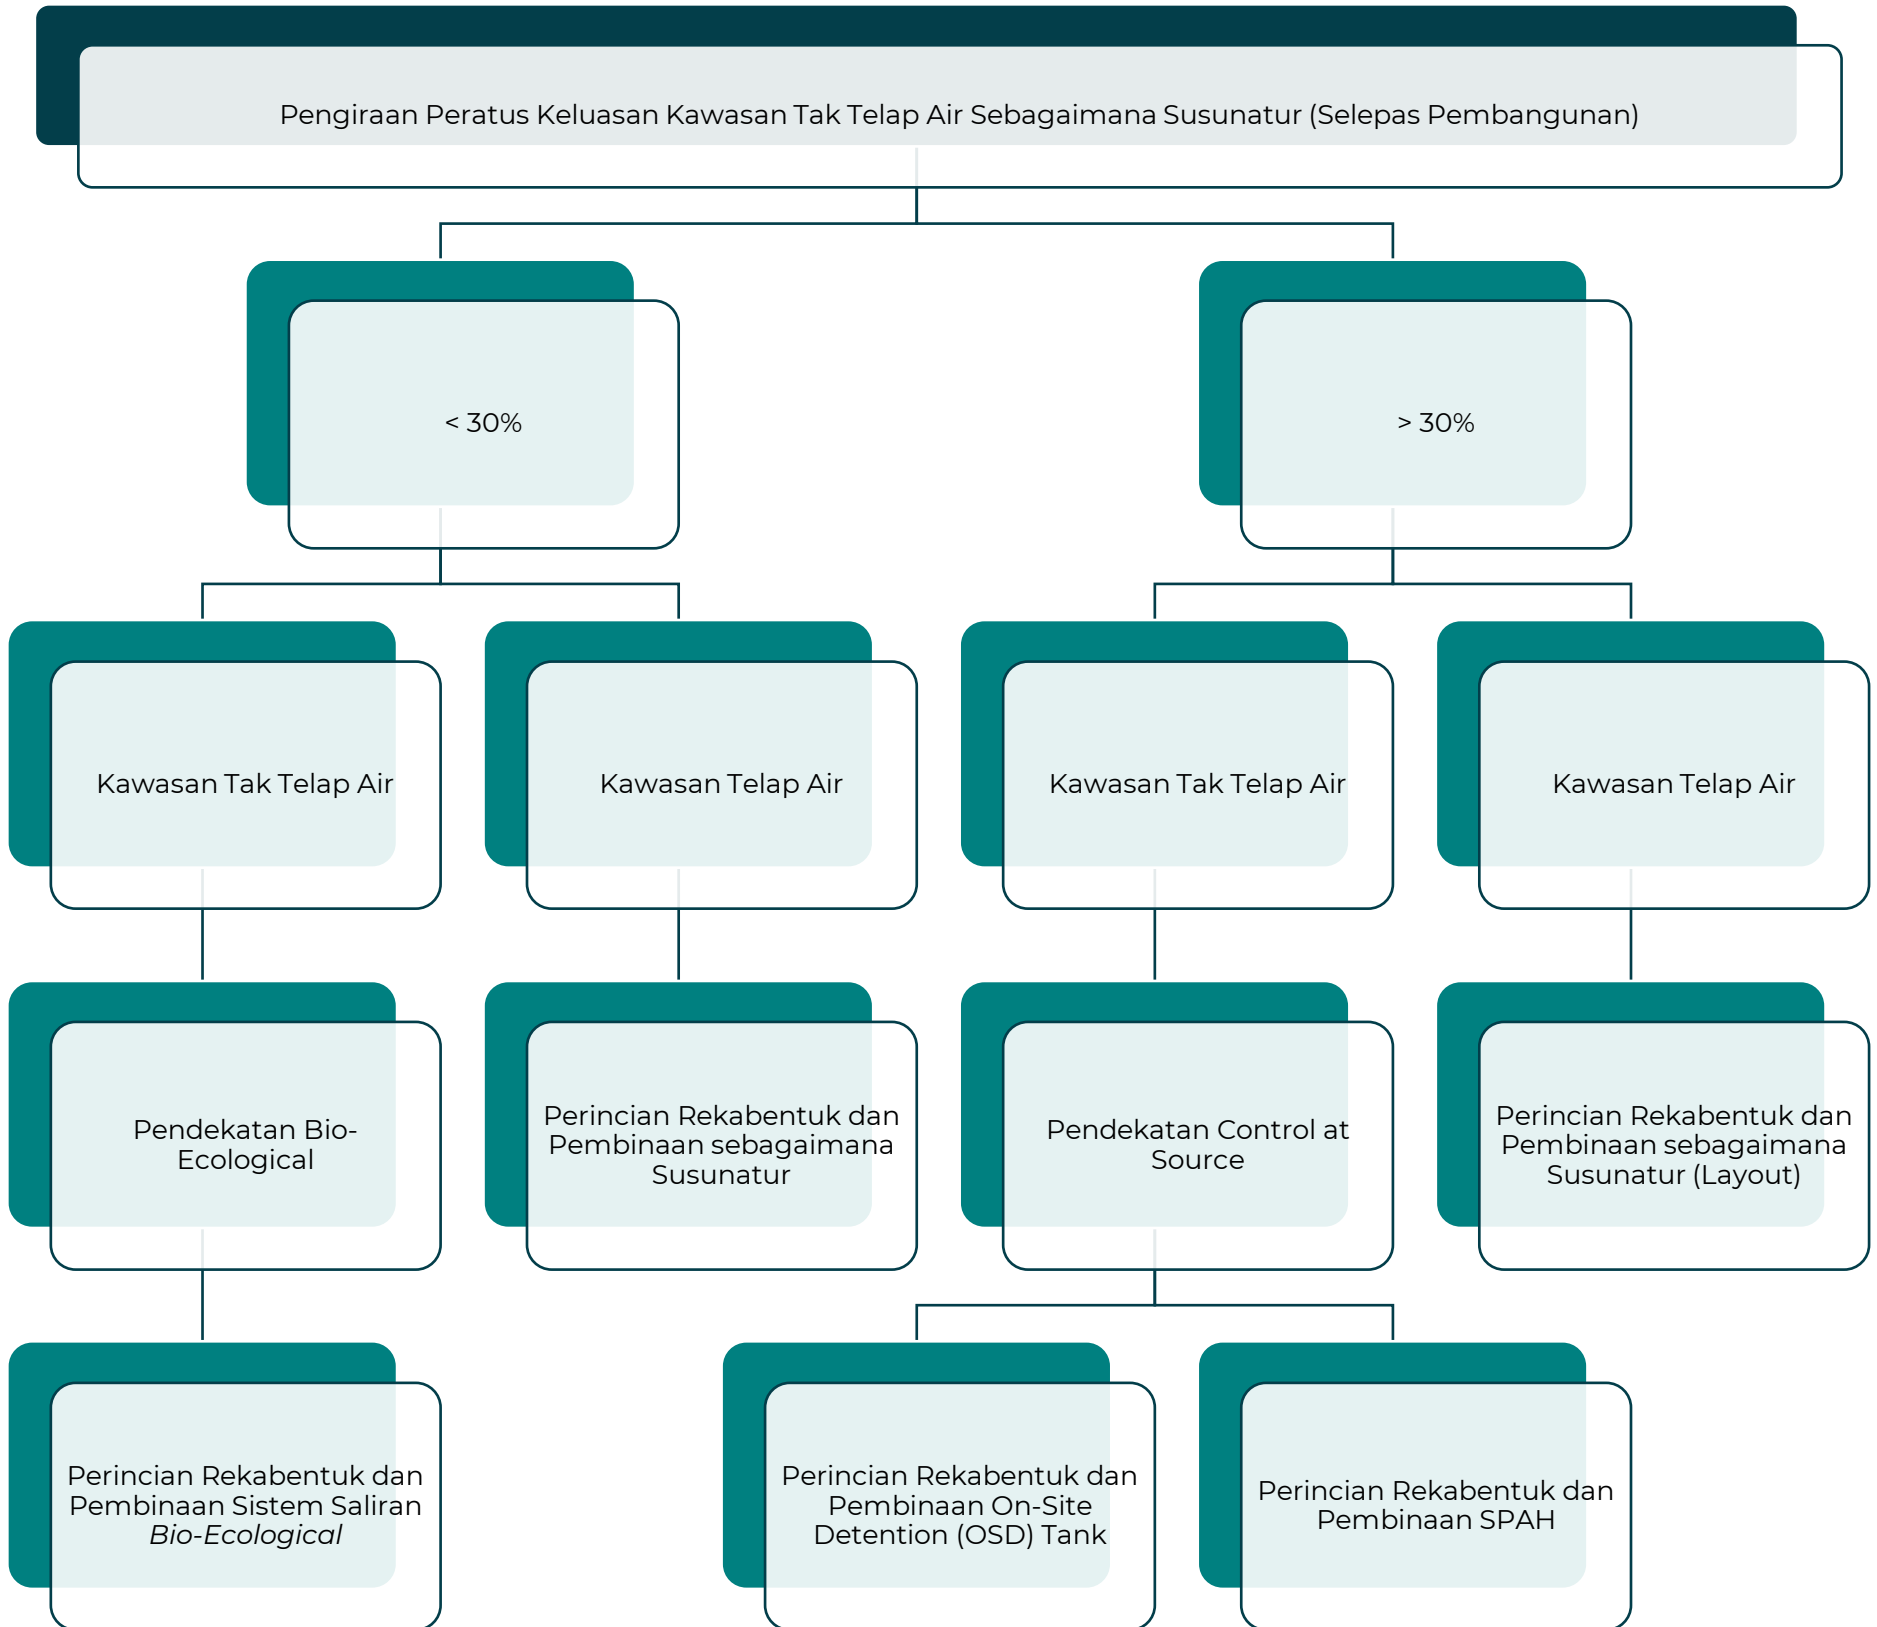 Pengiraan Peratus Keluasan Kawasan Tak Telap Air Sebagaimana Susunatur (Selepas Pembangunan)
< 30%
> 30%
Kawasan Tak Telap Air
Kawasan Telap Air
Kawasan Tak Telap Air
Kawasan Telap Air
Pendekatan Bio-
Ecological
Perincian Rekabentuk dan
Pembinaan sebagaimana
Susunatur
Pendekatan Control at
Source
Perincian Rekabentuk dan
Pembinaan sebagaimana
Susunatur (Layout)
Perincian Rekabentuk dan
Pembinaan Sistem Saliran
Bio-Ecological
Perincian Rekabentuk dan
Pembinaan On-Site
Detention (OSD) Tank
Perincian Rekabentuk dan
Pembinaan SPAH